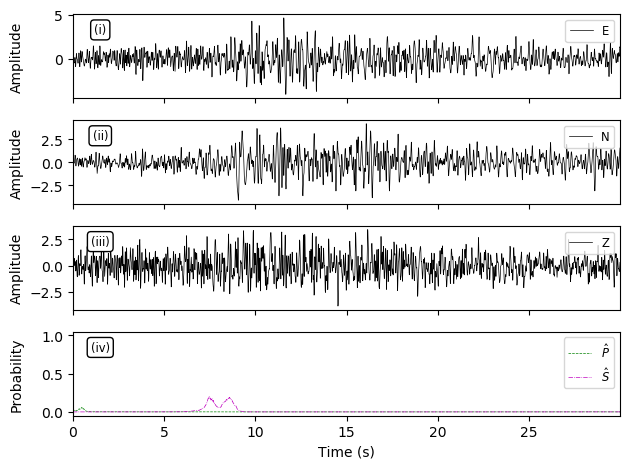 Amplitude
5
0
(i)
E
Amplitude
2.5
0.0
−2.5
(ii)
N
Amplitude
2.5
0.0
−2.5
(iii)
Z
Probability
1.0
0.5
0.0
(iv)
P̂
Ŝ
0 5 10 15 20 25
Time (s)